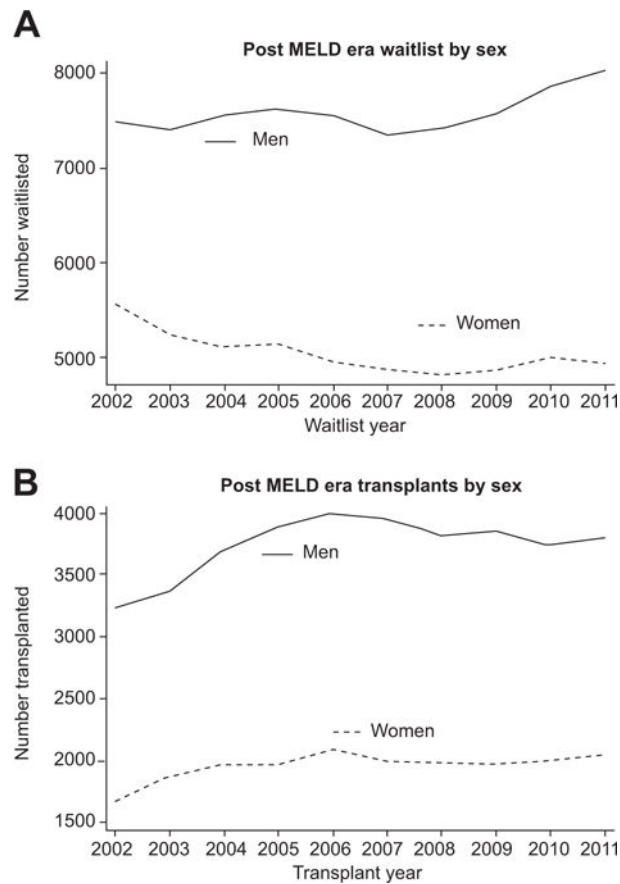 A
Post MELD era waitlist by sex
8000
7000
6000
5000
Number waitlisted
Men
Women
2002 2003 2004 2005 2006 2007 2008 2009 2010 2011
Waitlist year
B
Post MELD era transplants by sex
4000
3500
3000
2500
2000
1500
Number transplanted
Men
Women
2002 2003 2004 2005 2006 2007 2008 2009 2010 2011
Transplant year